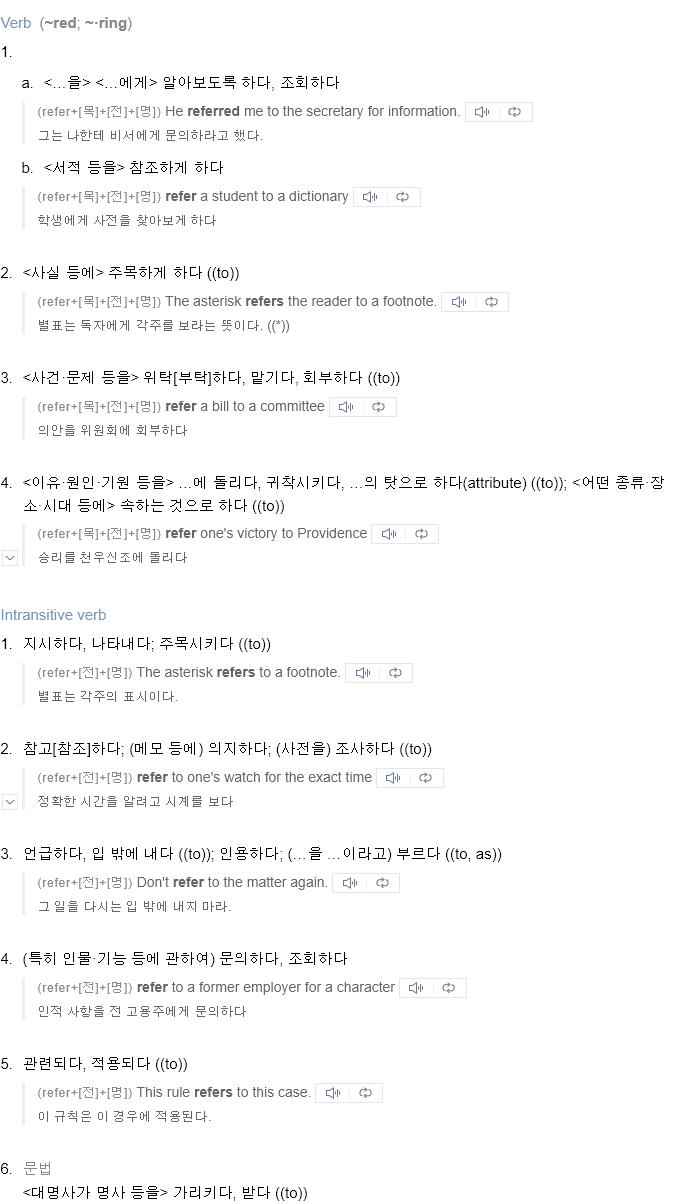 Verb (~red; ~·ring)
1.
a. <…을> <…에게> 알아보도록 하다, 조회하다
(refer+[목]+[전]+[명]) He referred me to the secretary for information.
그는 나한테 비서에게 문의하라고 했다.
b. <서적 등을> 참조하게 하다
(refer+[목]+[전]+[명]) refer a student to a dictionary
학생에게 사전을 찾아보게 하다
2. <사실 등에> 주목하게 하다 ((to))
(refer+[목]+[전]+[명]) The asterisk refers the reader to a footnote.
별표는 독자에게 각주를 보라는 뜻이다. ((*))
3. <사건·문제 등을> 위탁[부탁]하다, 맡기다, 회부하다 ((to))
(refer+[목]+[전]+[명]) refer a bill to a committee
의안을 위원회에 회부하다
4. <이유·원인·기원 등을> …에 돌리다, 귀착시키다, …의 탓으로 하다(attribute) ((to)); <어떤 종류·장
소·시대 등에> 속하는 것으로 하다 ((to))
(refer+[목]+[전]+[명]) refer one's victory to Providence
승리를 천우신조에 돌리다
Intransitive verb
1. 지시하다, 나타내다; 주목시키다 ((to))
(refer+[전]+[명]) The asterisk refers to a footnote.
별표는 각주의 표시이다.
2. 참고[참조]하다; (메모 등에) 의지하다; (사전을) 조사하다 ((to))
(refer+[전]+[명]) refer to one's watch for the exact time
정확한 시간을 알려고 시계를 보다
3. 언급하다, 입 밖에 내다 ((to)); 인용하다; (…을 …이라고) 부르다 ((to, as))
(refer+[전]+[명]) Don't refer to the matter again.
그 일을 다시는 입 밖에 내지 마라.
4. (특히 인물·기능 등에 관하여) 문의하다, 조회하다
(refer+[전]+[명]) refer to a former employer for a character
인적 사항을 전 고용주에게 문의하다
5. 관련되다, 적용되다 ((to))
(refer+[전]+[명]) This rule refers to this case.
이 규칙은 이 경우에 적용된다.
6. 문법
<대명사가 명사 등을> 가리키다, 받다 ((to))